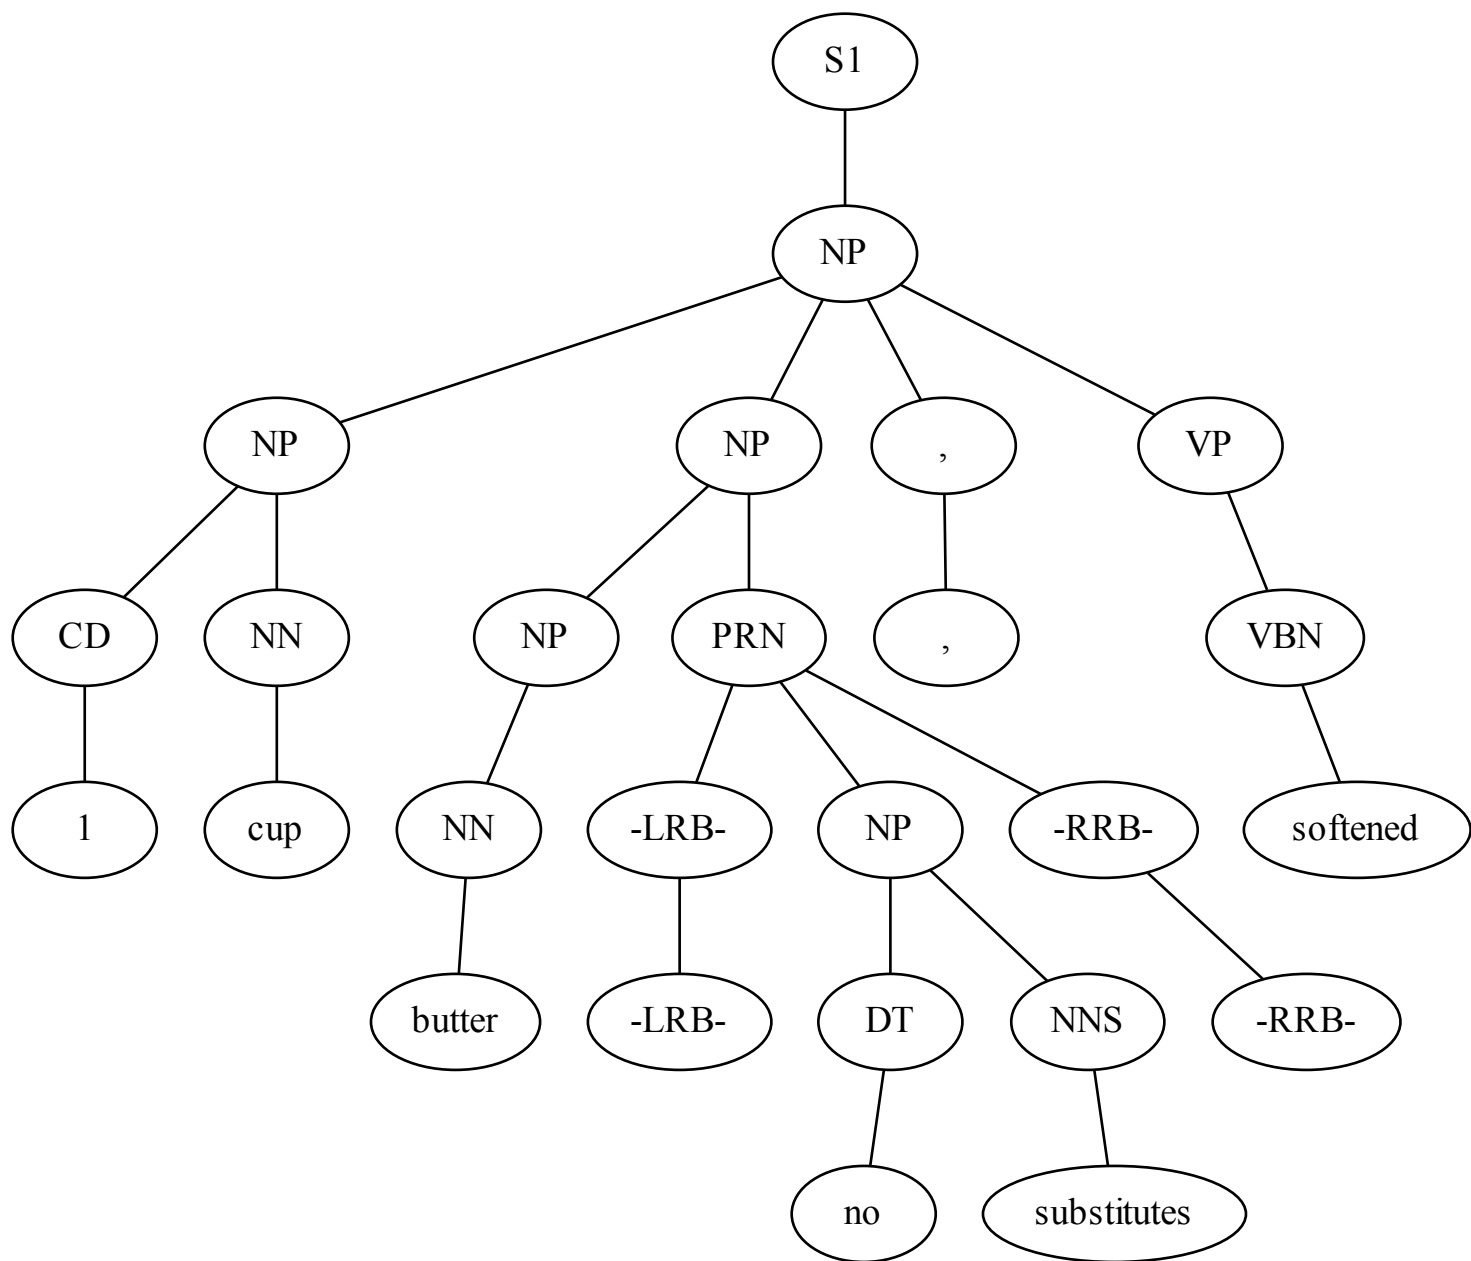 S1
NP
NP NP , VP
CD NN NP PRN , VBN
1 cup NN -LRB- NP -RRB- softened
butter -LRB- DT NNS -RRB-
no substitutes